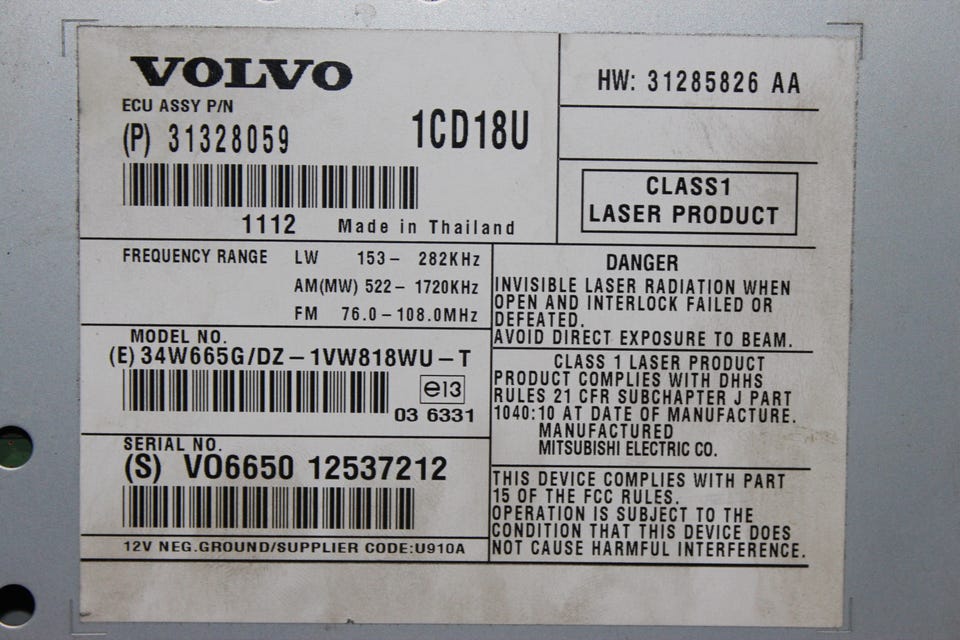 VOLVO
ECU ASSY P/N
(P) 31328059
1CD18U
1112 Made in Thailand
HW: 31285826 AA
CLASS1
LASER PRODUCT
FREQUENCY RANGE LW 153- 282KHz
AM(MW) 522- 1720KHz
FM 76.0-108.0MHz
MODEL NO.
(E) 34W665G/DZ-1VW818WU-T
e13
03 6331
SERIAL NO.
(S) VO6650 12537212
12V NEG.GROUND/SUPPLIER CODE:U910A
DANGER
INVISIBLE LASER RADIATION WHEN
OPEN AND INTERLOCK FAILED OR
DEFEATED.
AVOID DIRECT EXPOSURE TO BEAM.
CLASS 1 LASER PRODUCT
PRODUCT COMPLIES WITH DHHS
RULES 21 CFR SUBCHAPTER J PART
1040:10 AT DATE OF MANUFACTURE.
MANUFACTURED
MITSUBISHI ELECTRIC CO.
THIS DEVICE COMPLIES WITH PART
15 OF THE FCC RULES.
OPERATION IS SUBJECT TO THE
CONDITION THAT THIS DEVICE DOES
NOT CAUSE HARMFUL INTERFERENCE.